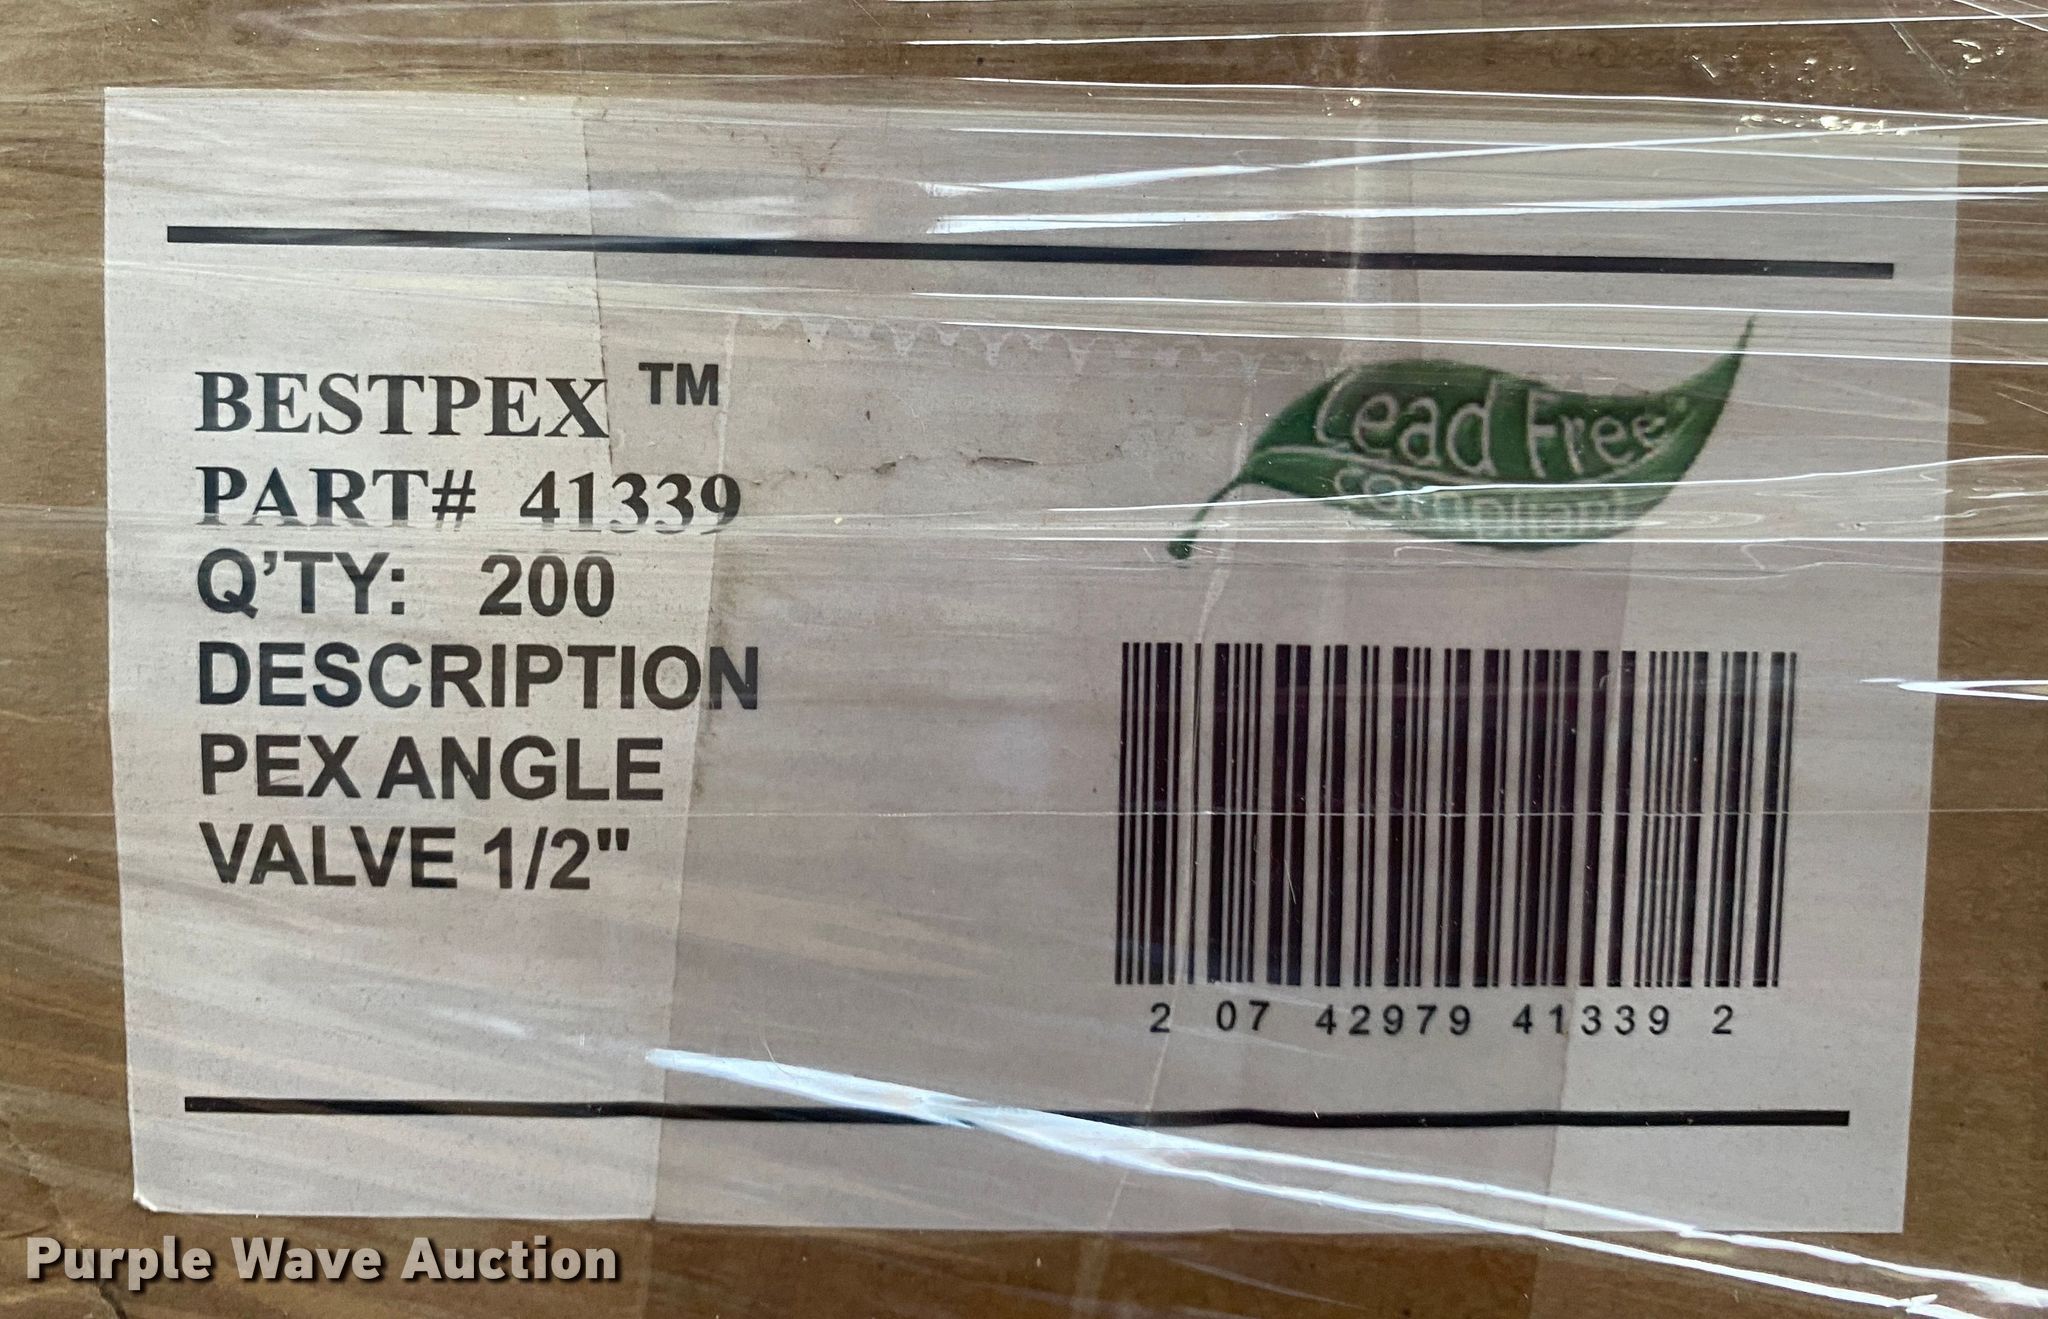 BESTPEX ™
PART# 41339
Q'TY: 200
DESCRIPTION
PEX ANGLE
VALVE 1/2"
Lead Free
compliant
2 07 42979 41339 2
Purple Wave Auction